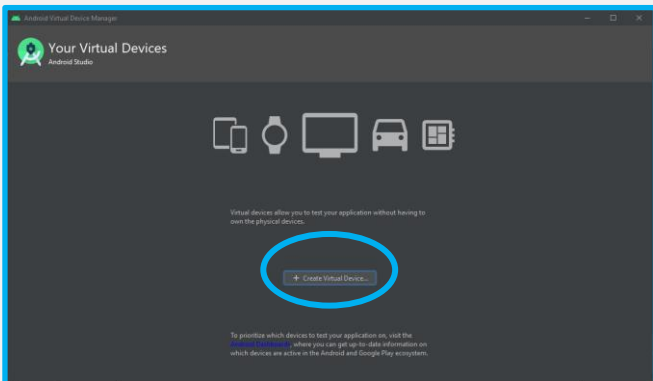 Android Virtual Device Manager
Your Virtual Devices
Android Studio
Virtual devices allow you to test your application without having to
own the physical devices.
+ Create Virtual Device...
To prioritize which devices to test your application on, visit the
Android Dashboards, where you can get up-to-date information on
which devices are active in the Android and Google Play ecosystem.